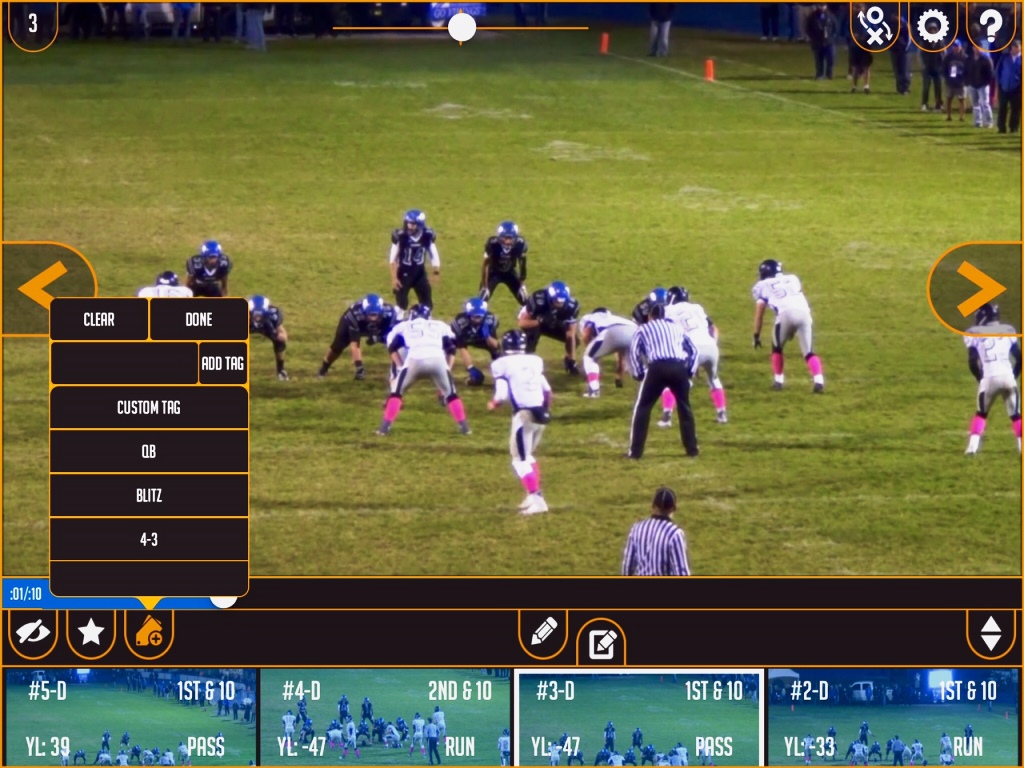 3
CLEAR
DONE
ADD TAG
CUSTOM TAG
QB
BLITZ
4-3
:01/:10
#5-D 1ST & 10
YL: 39 PASS
#4-D 2ND & 10
YL: -47 RUN
#3-D 1ST & 10
YL: -47 PASS
#2-D 1ST & 10
YL: -33 RUN